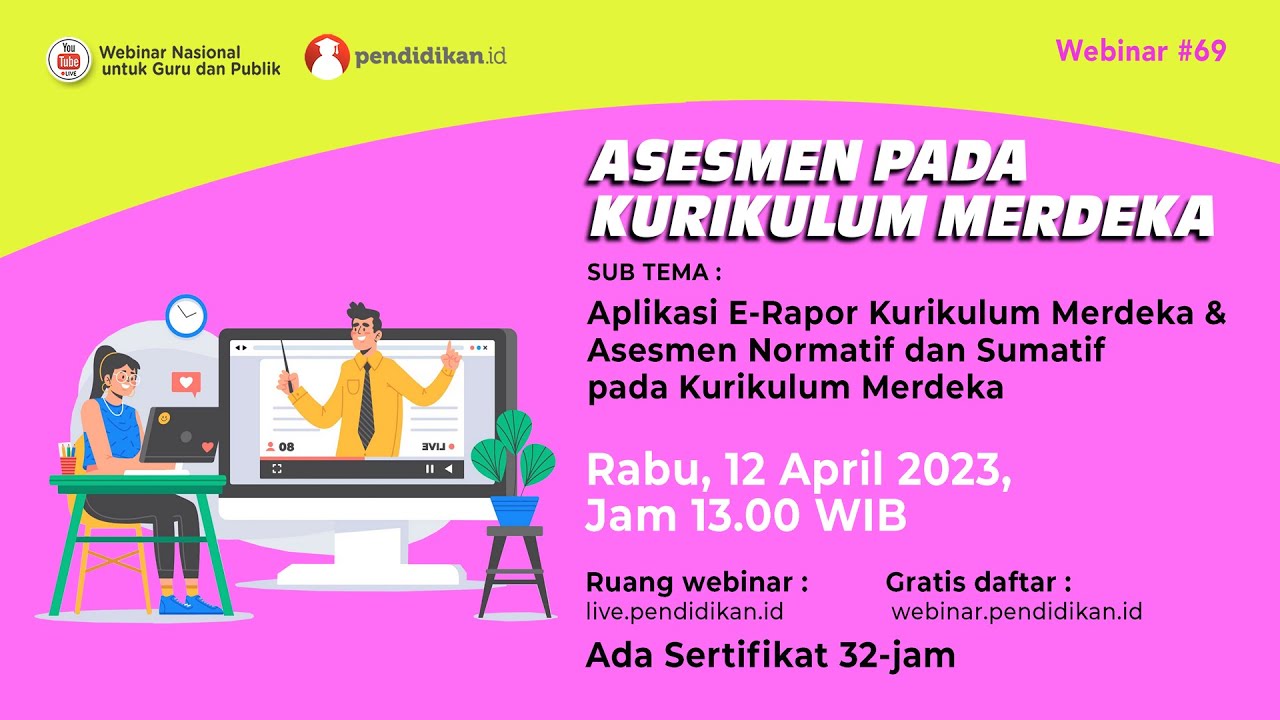 You
Tube
LIVE
Webinar Nasional
untuk Guru dan Publik
pendidikan.id
Webinar #69
ASESMEN PADA
KURIKULUM MERDEKA
SUB TEMA :
Aplikasi E-Rapor Kurikulum Merdeka &
Asesmen Normatif dan Sumatif
pada Kurikulum Merdeka
08
LIVE
Rabu, 12 April 2023,
Jam 13.00 WIB
Ruang webinar :
live.pendidikan.id
Gratis daftar :
webinar.pendidikan.id
Ada Sertifikat 32-jam